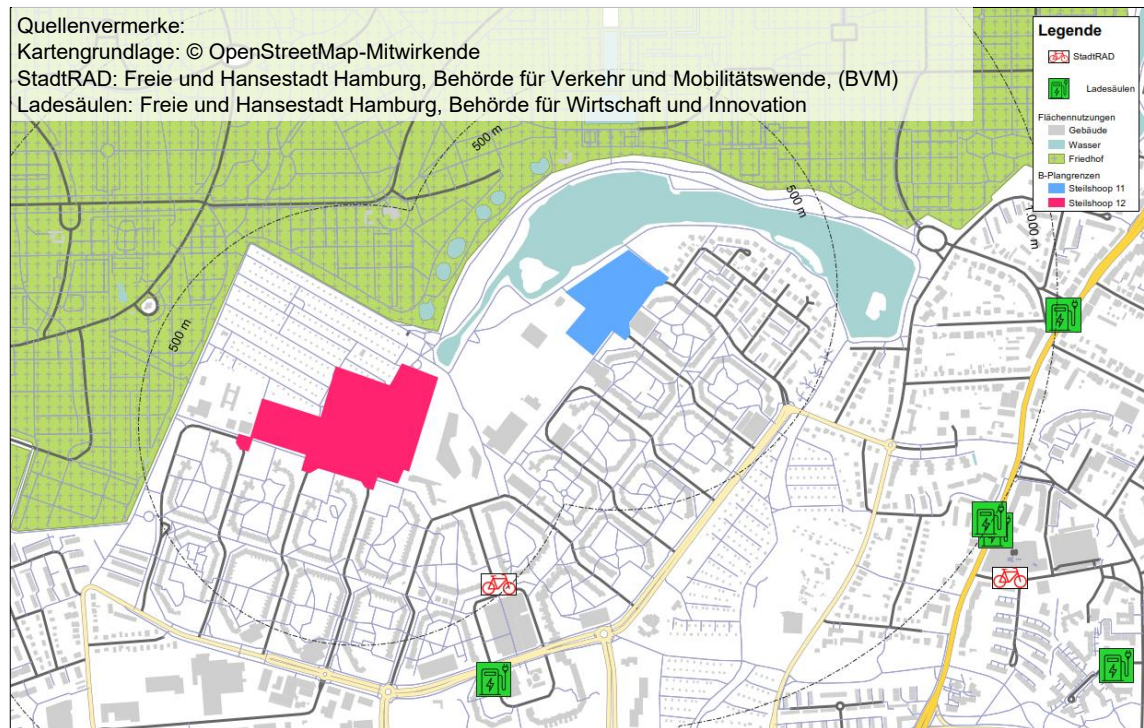 Quellenvermerke:
Kartengrundlage: © OpenStreetMap-Mitwirkende
StadtRAD: Freie und Hansestadt Hamburg, Behörde für Verkehr und Mobilitätswende, (BVM)
Ladesäulen: Freie und Hansestadt Hamburg, Behörde für Wirtschaft und Innovation
Legende
StadtRAD
Ladesäulen
Flächennutzungen
Gebäude
Wasser
Friedhof
B-Plangrenzen
Steilshoop 11
Steilshoop 12
500 m
500 m
1.000 m
500 m